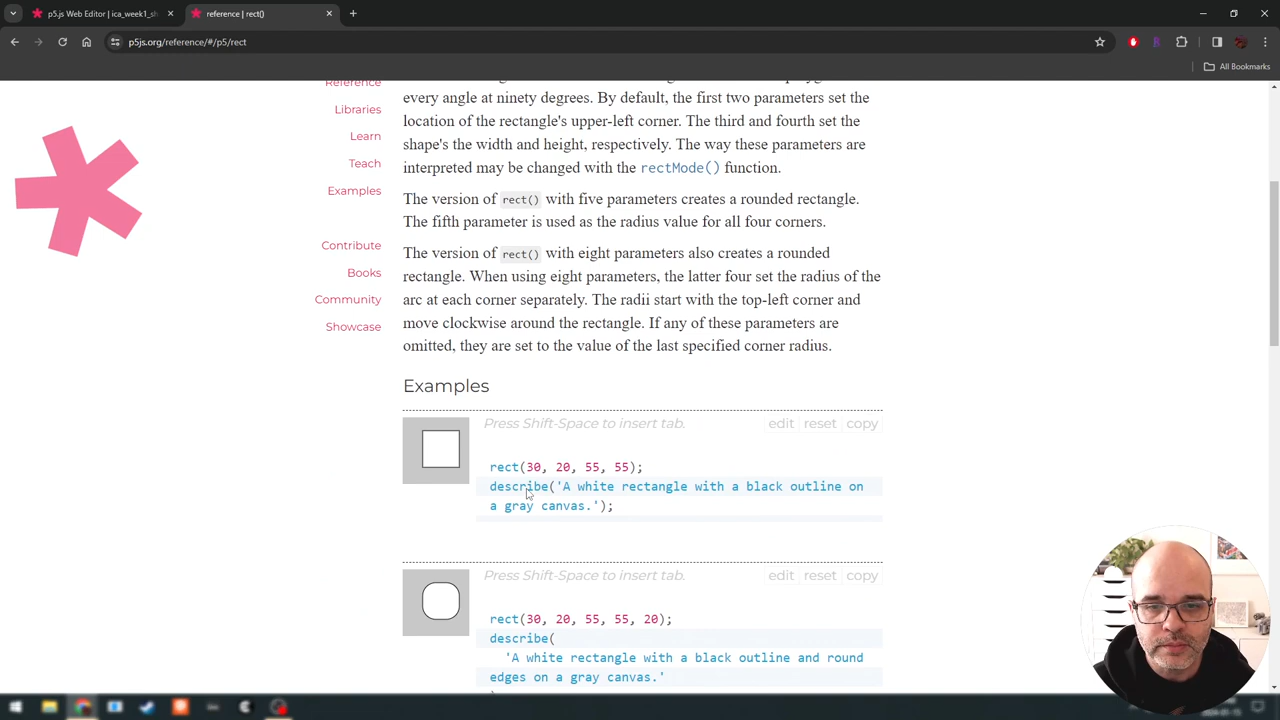 p5.js Web Editor | ica_week1_sh
reference | rect()
p5js.org/reference/#/p5/rect
All Bookmarks
Reference
Libraries
Learn
Teach
Examples
Contribute
Books
Community
Showcase
every angle at ninety degrees. By default, the first two parameters set the
location of the rectangle's upper-left corner. The third and fourth set the
shape's the width and height, respectively. The way these parameters are
interpreted may be changed with the rectMode() function.
The version of rect() with five parameters creates a rounded rectangle.
The fifth parameter is used as the radius value for all four corners.
The version of rect() with eight parameters also creates a rounded
rectangle. When using eight parameters, the latter four set the radius of the
arc at each corner separately. The radii start with the top-left corner and
move clockwise around the rectangle. If any of these parameters are
omitted, they are set to the value of the last specified corner radius.
Examples
Press Shift-Space to insert tab. edit reset copy
rect(30, 20, 55, 55);
describe('A white rectangle with a black outline on
a gray canvas.');
Press Shift-Space to insert tab. edit reset copy
rect(30, 20, 55, 55, 20);
describe(
'A white rectangle with a black outline and round
edges on a gray canvas.'